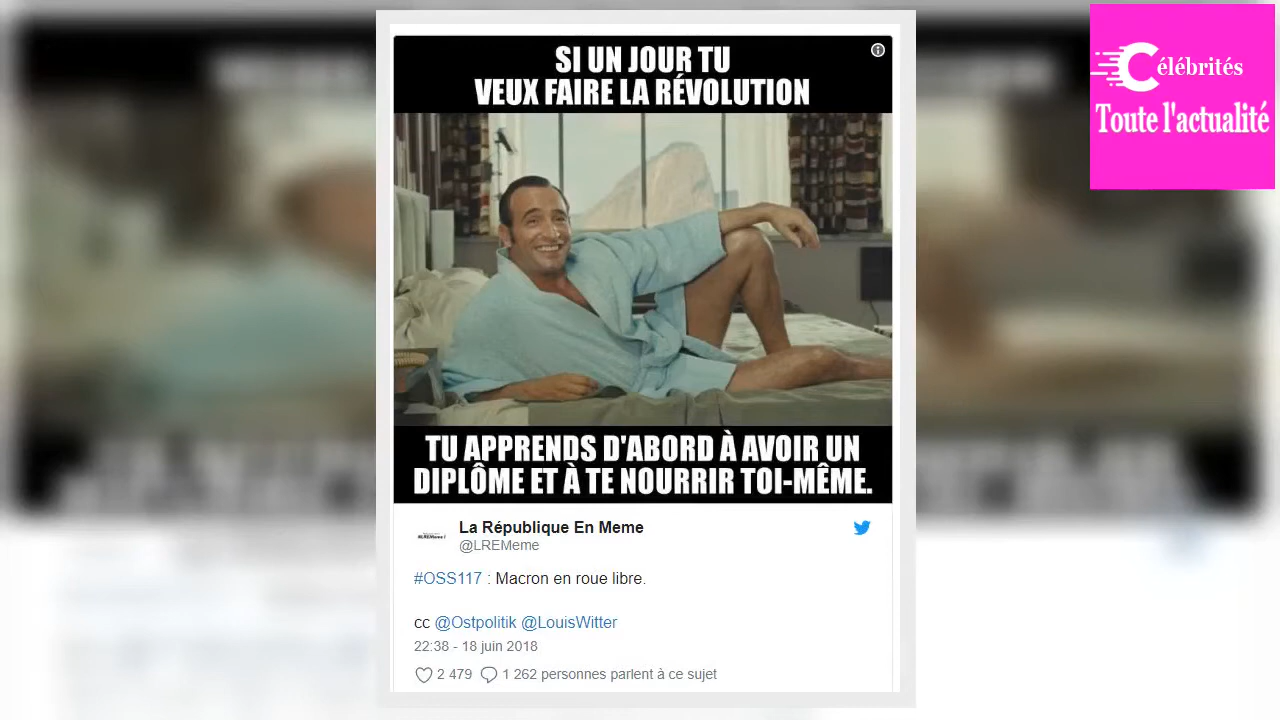 SI UN JOUR TU
VEUX FAIRE LA RÉVOLUTION
TU APPRENDS D'ABORD À AVOIR UN
DIPLÔME ET À TE NOURRIR TOI-MÊME.
La République En Meme
@LREMeme
#OSS117 : Macron en roue libre.
cc @Ostpolitik @LouisWitter
22:38 - 18 juin 2018
2 479 1 262 personnes parlent à ce sujet
Célébrités
Toute l'actualité